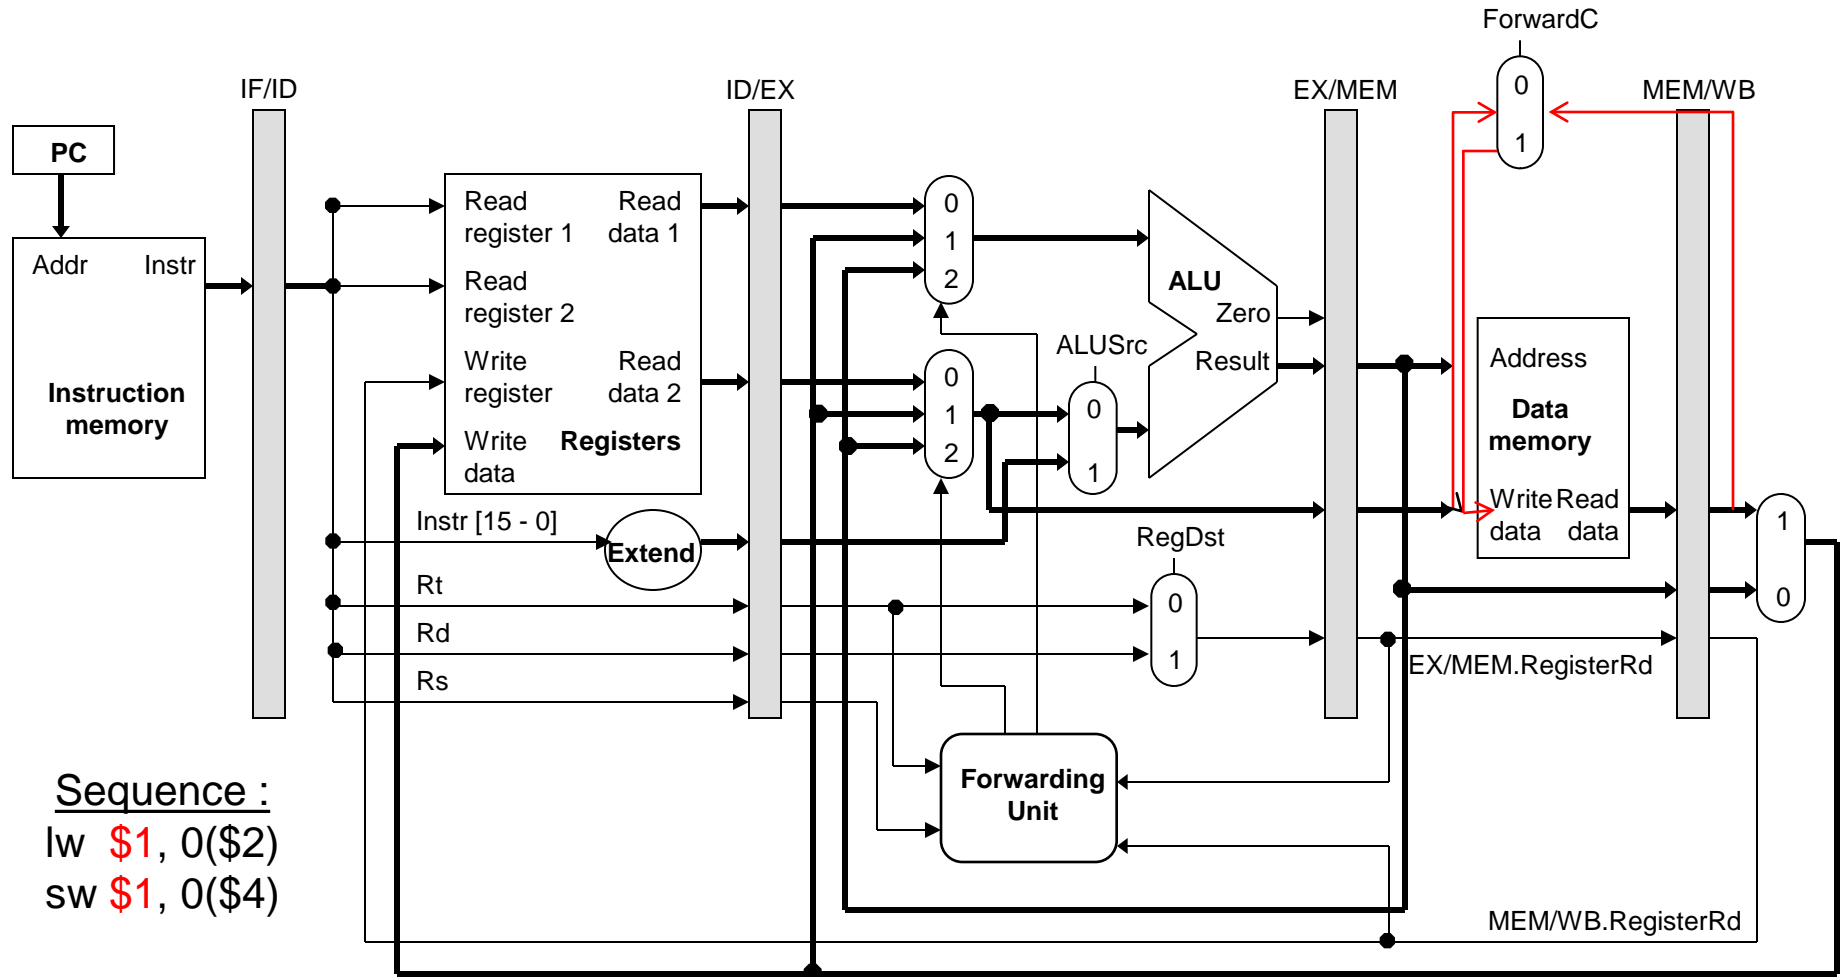 ForwardC
0
1
IF/ID
ID/EX
EX/MEM
MEM/WB
PC
Addr Instr
Instruction
memory
Read
register 1
Read
data 1
Read
register 2
Write
register
Read
data 2
Write
data
Registers
Instr [15 - 0]
Extend
Rt
Rd
Rs
0
1
2
0
1
2
ALUSrc
0
1
ALU
Zero
Result
RegDst
0
1
Address
Data
memory
Write
data
Read
data
1
0
EX/MEM.RegisterRd
Forwarding
Unit
MEM/WB.RegisterRd
Sequence :
lw $1, 0($2)
sw $1, 0($4)